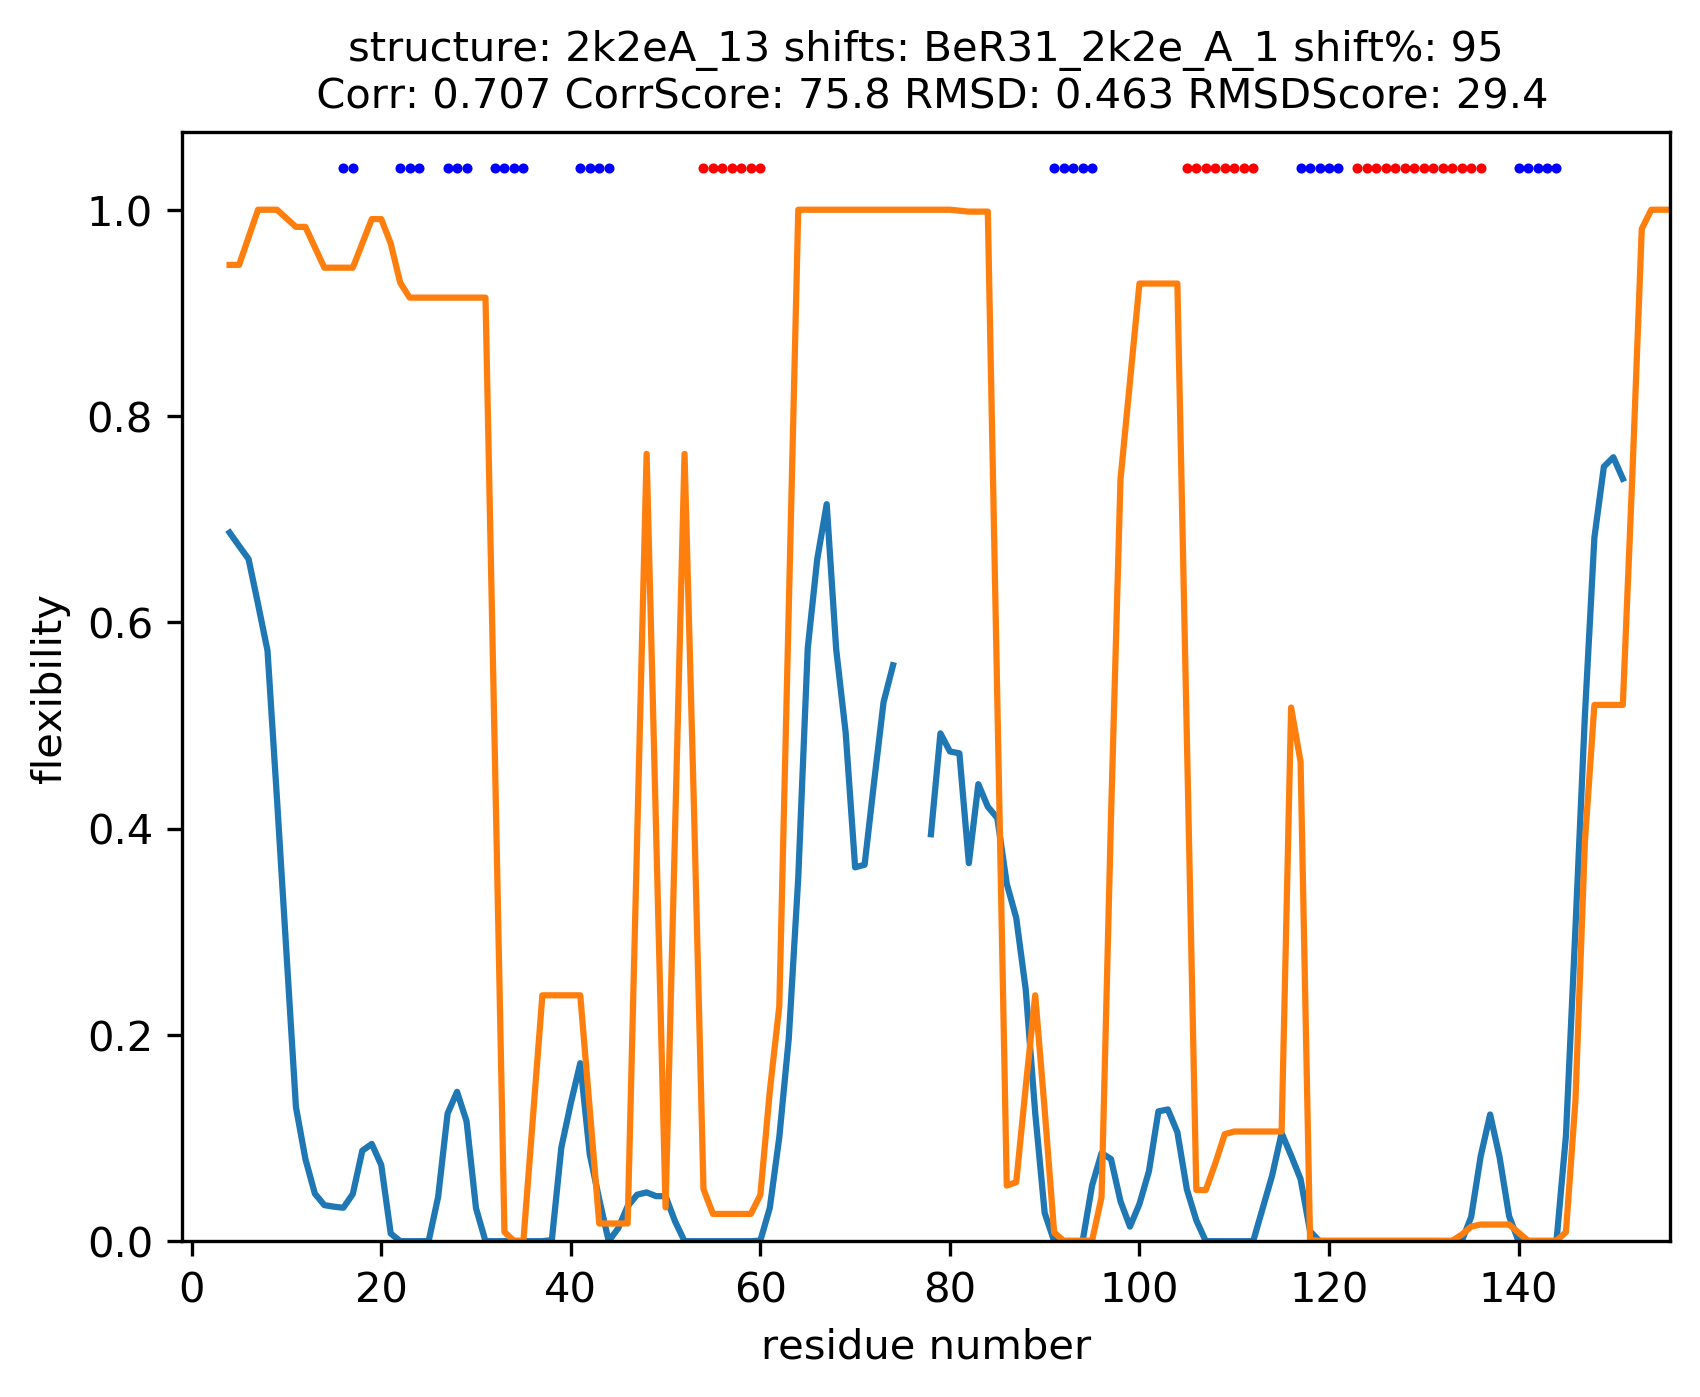 structure: 2k2eA_13 shifts: BeR31_2k2e_A_1 shift%: 95
Corr: 0.707 CorrScore: 75.8 RMSD: 0.463 RMSDScore: 29.4
1.0
0.8
0.6
0.4
0.2
0.0
flexibility
0 20 40 60 80 100 120 140
residue number